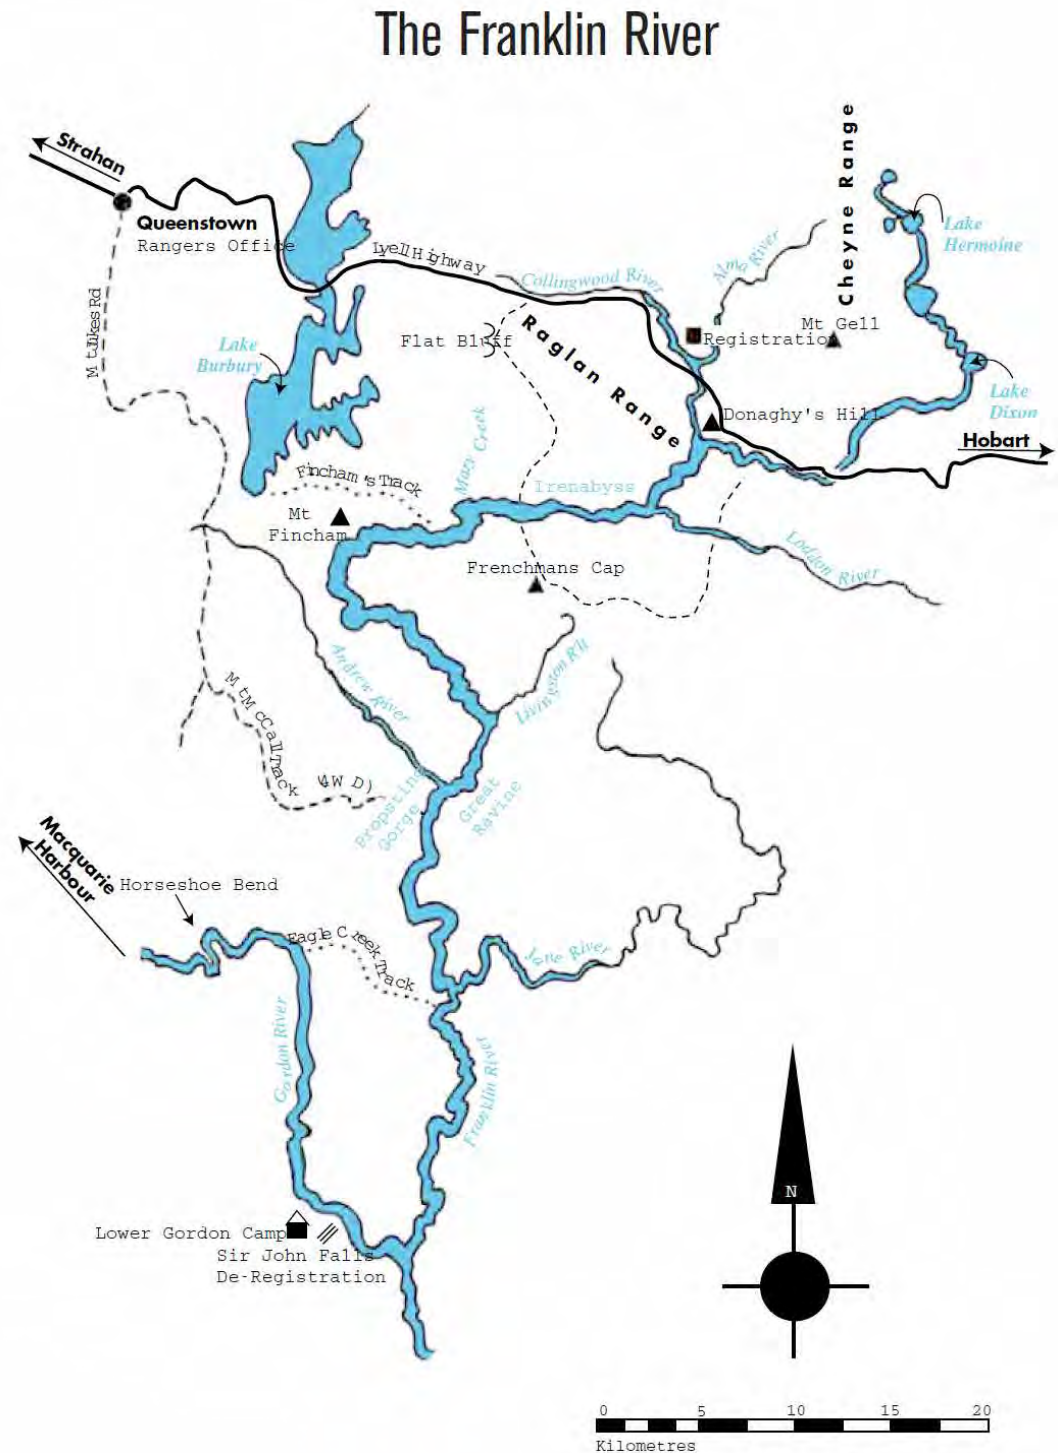 The Franklin River
Strahan
Queenstown
Rangers Office
Lyell Highway
Collingwood River
Alma River
Cheyne Range
Lake
Hermoine
Mt Jukes Rd
Lake
Burbury
Flat Bluff
Raglan Range
Registration
Mt Gell
Lake
Dixon
Donaghy's Hill
Hobart
Mary Creek
Fincham's Track
Irenabyss
Mt
Fincham
Frenchmans Cap
Loddon River
Andrew River
Livingston R'lt
Mt McCall Track (4WD)
Propsting
Gorge
Great
Ravine
Macquarie
Harbour
Horseshoe Bend
Eagle Creek Track
Jane River
Gordon River
Franklin River
N
Lower Gordon Camp
Sir John Falls
De-Registration
0 5 10 15 20
Kilometres